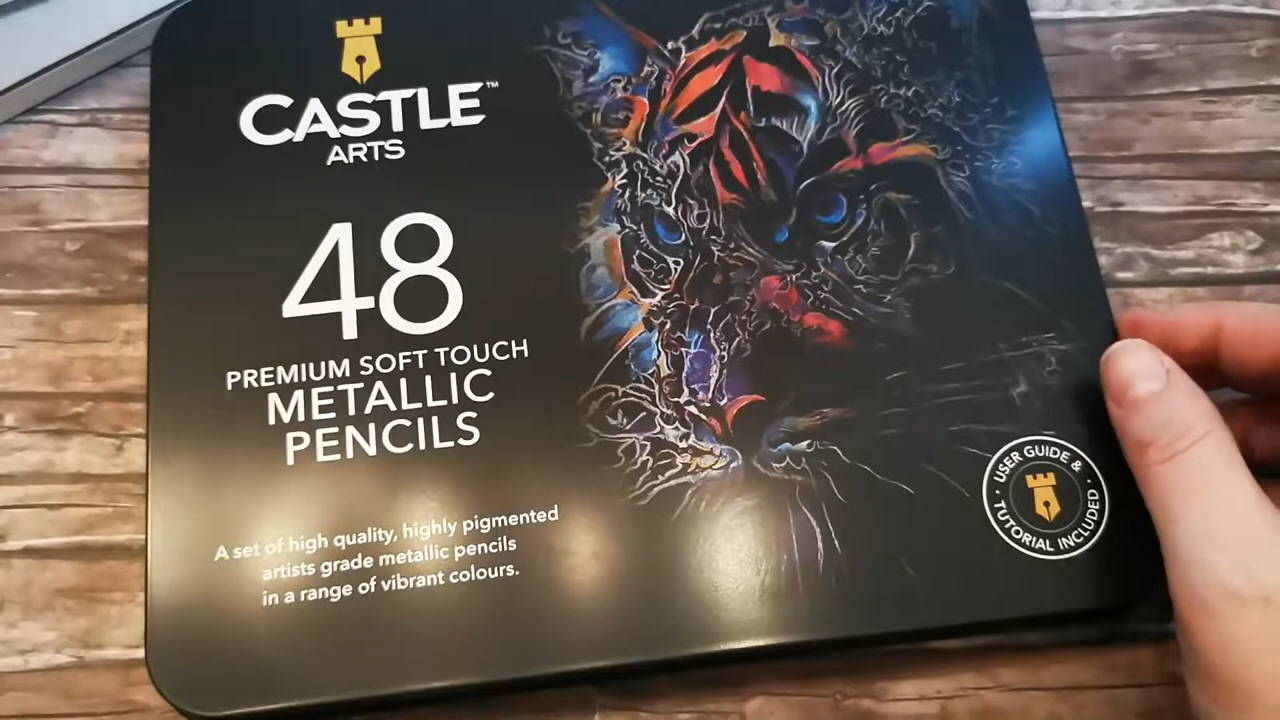 CASTLE™
ARTS
48
PREMIUM SOFT TOUCH
METALLIC
PENCILS
A set of high quality, highly pigmented
artists grade metallic pencils
in a range of vibrant colours.
· USER GUIDE & ·
TUTORIAL INCLUDED